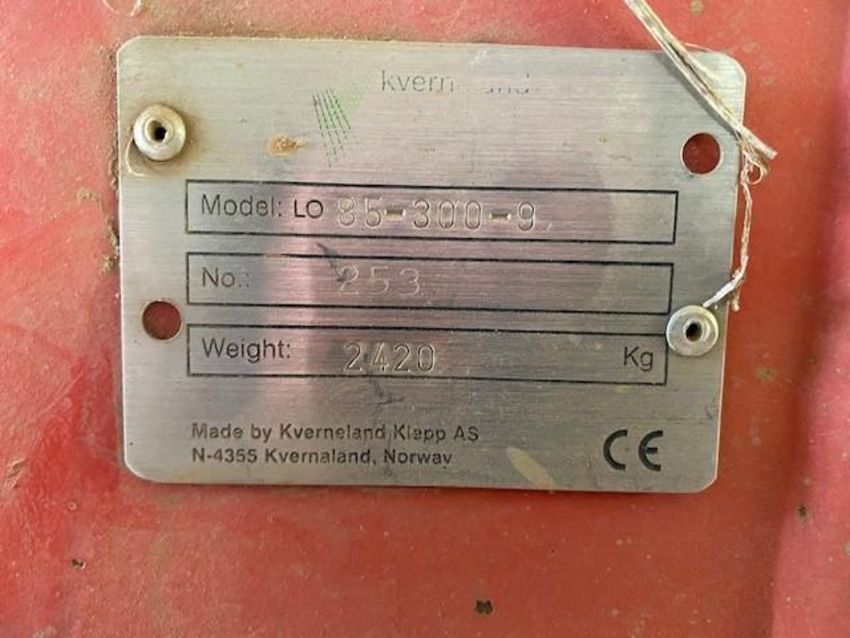 kverneland
Model: LO 85-300-9
No.: 253
Weight: 2420 Kg
Made by Kverneland Klepp AS
N-4355 Kvernaland, Norway
CE